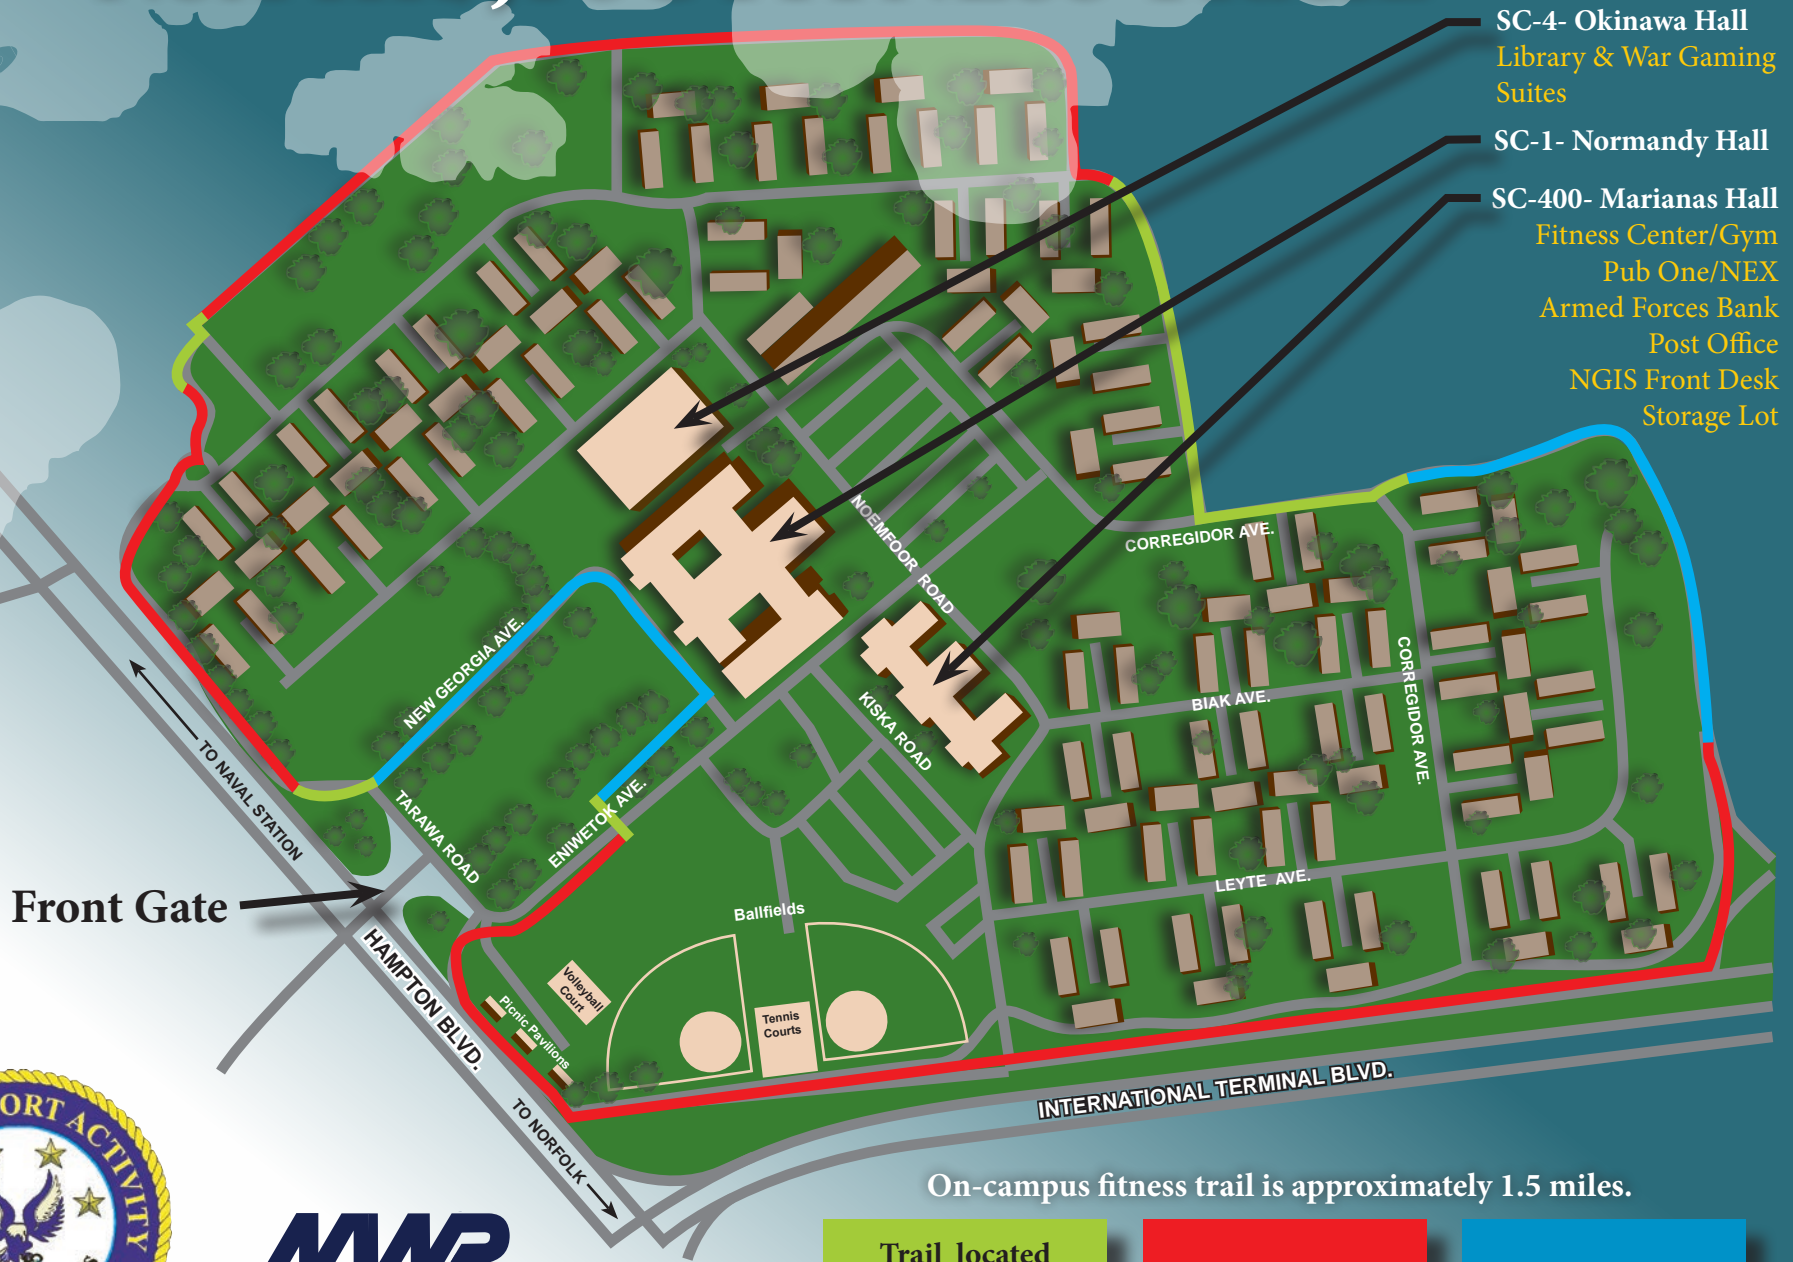 SC-4- Okinawa Hall
Library & War Gaming
Suites
SC-1- Normandy Hall
SC-400- Marianas Hall
Fitness Center/Gym
Pub One/NEX
Armed Forces Bank
Post Office
NGIS Front Desk
Storage Lot
NOEMFOOR ROAD
CORREGIDOR AVE.
NEW GEORGIA AVE.
KISKA ROAD
BIAK AVE.
CORREGIDOR AVE.
TO NAVAL STATION
TARAWA ROAD
ENIWETOK AVE.
LEYTE AVE.
Front Gate
Ballfields
HAMPTON BLVD.
Volleyball
Court
Picnic Pavilions
Tennis
Courts
INTERNATIONAL TERMINAL BLVD.
TO NORFOLK
ORT ACTIVITY
MWR
On-campus fitness trail is approximately 1.5 miles.
Trail located